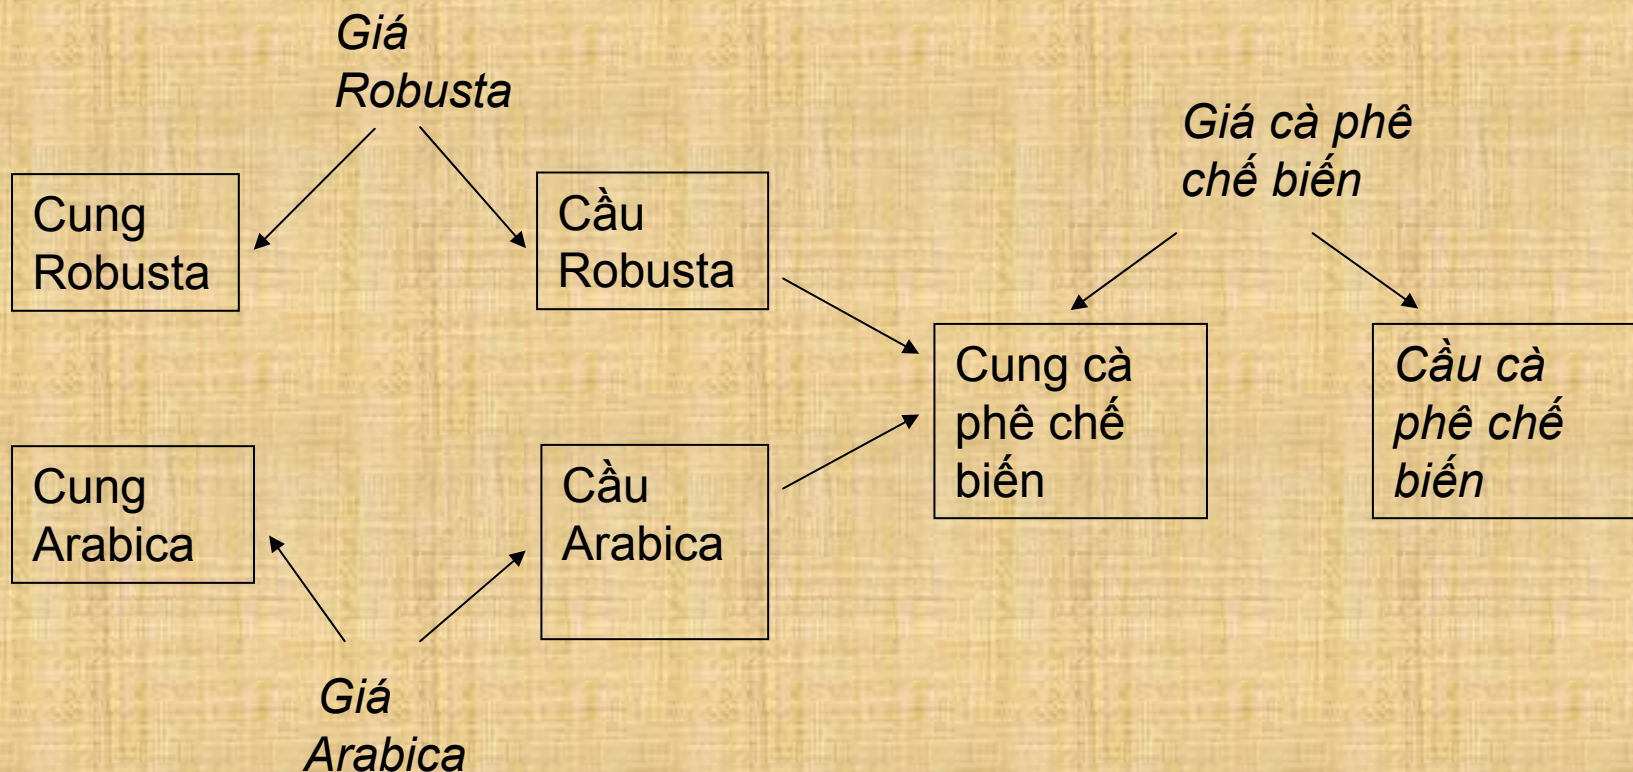 Giá
Robusta
Giá cà phê
chế biến
Cung
Robusta
Cầu
Robusta
Cung cà
phê chế
biến
Cầu cà
phê chế
biến
Cung
Arabica
Cầu
Arabica
Giá
Arabica